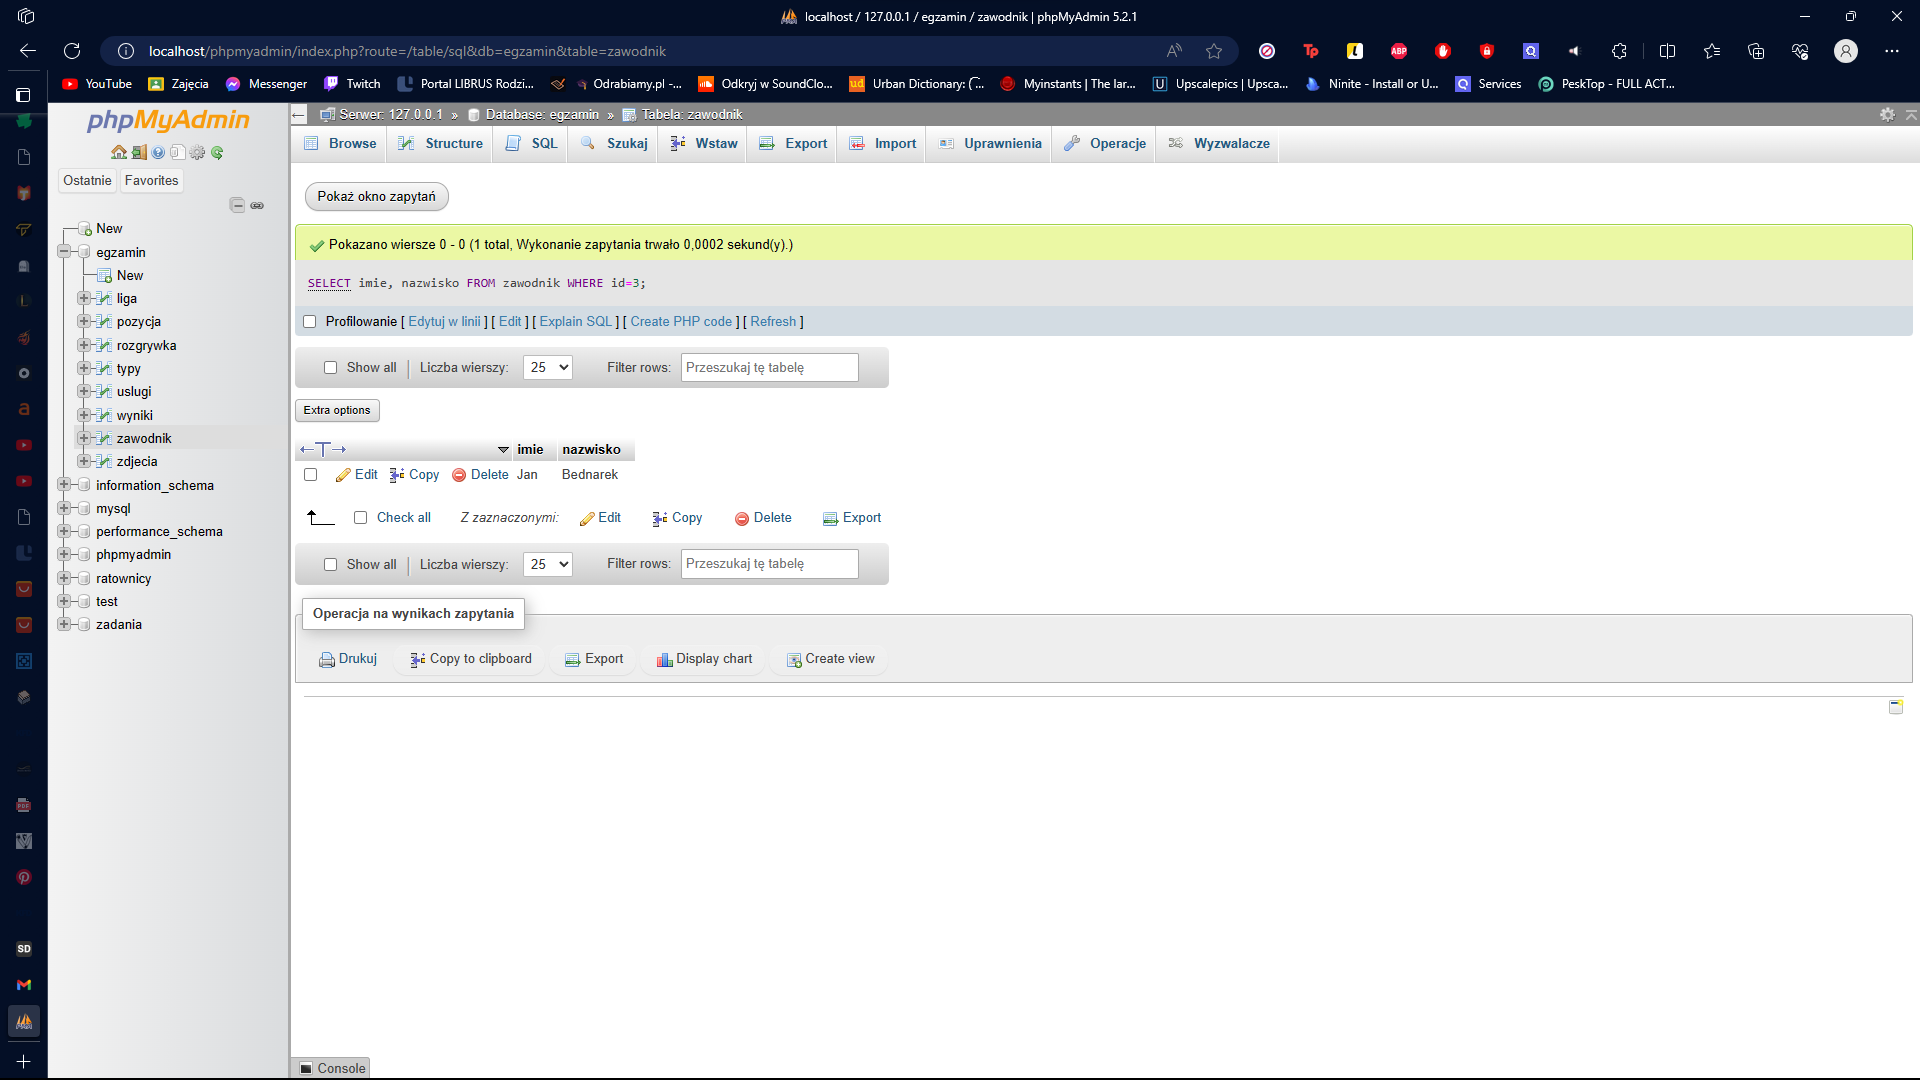 localhost / 127.0.0.1 / egzamin / zawodnik | phpMyAdmin 5.2.1
localhost/phpmyadmin/index.php?route=/table/sql&db=egzamin&table=zawodnik
YouTube Zajęcia Messenger Twitch Portal LIBRUS Rodzi... Odrabiamy.pl -... Odkryj w SoundClo... Urban Dictionary: (͡... Myinstants | The lar... Upscalepics | Upsca... Ninite - Install or U... Services PeskTop - FULL ACT...
phpMyAdmin
Ostatnie Favorites
New
egzamin
New
liga
pozycja
rozgrywka
typy
uslugi
wyniki
zawodnik
zdjecia
information_schema
mysql
performance_schema
phpmyadmin
ratownicy
test
zadania
Serwer: 127.0.0.1 » Database: egzamin » Tabela: zawodnik
Browse Structure SQL Szukaj Wstaw Export Import Uprawnienia Operacje Wyzwalacze
Pokaż okno zapytań
Pokazano wiersze 0 - 0 (1 total, Wykonanie zapytania trwało 0,0002 sekund(y).)
SELECT imie, nazwisko FROM zawodnik WHERE id=3;
Profilowanie [ Edytuj w linii ] [ Edit ] [ Explain SQL ] [ Create PHP code ] [ Refresh ]
Show all | Liczba wierszy: 25 Filter rows: Przeszukaj tę tabelę
Extra options
←T→ imie nazwisko
Edit Copy Delete Jan Bednarek
Check all Z zaznaczonymi: Edit Copy Delete Export
Show all | Liczba wierszy: 25 Filter rows: Przeszukaj tę tabelę
Operacja na wynikach zapytania
Drukuj Copy to clipboard Export Display chart Create view
Console